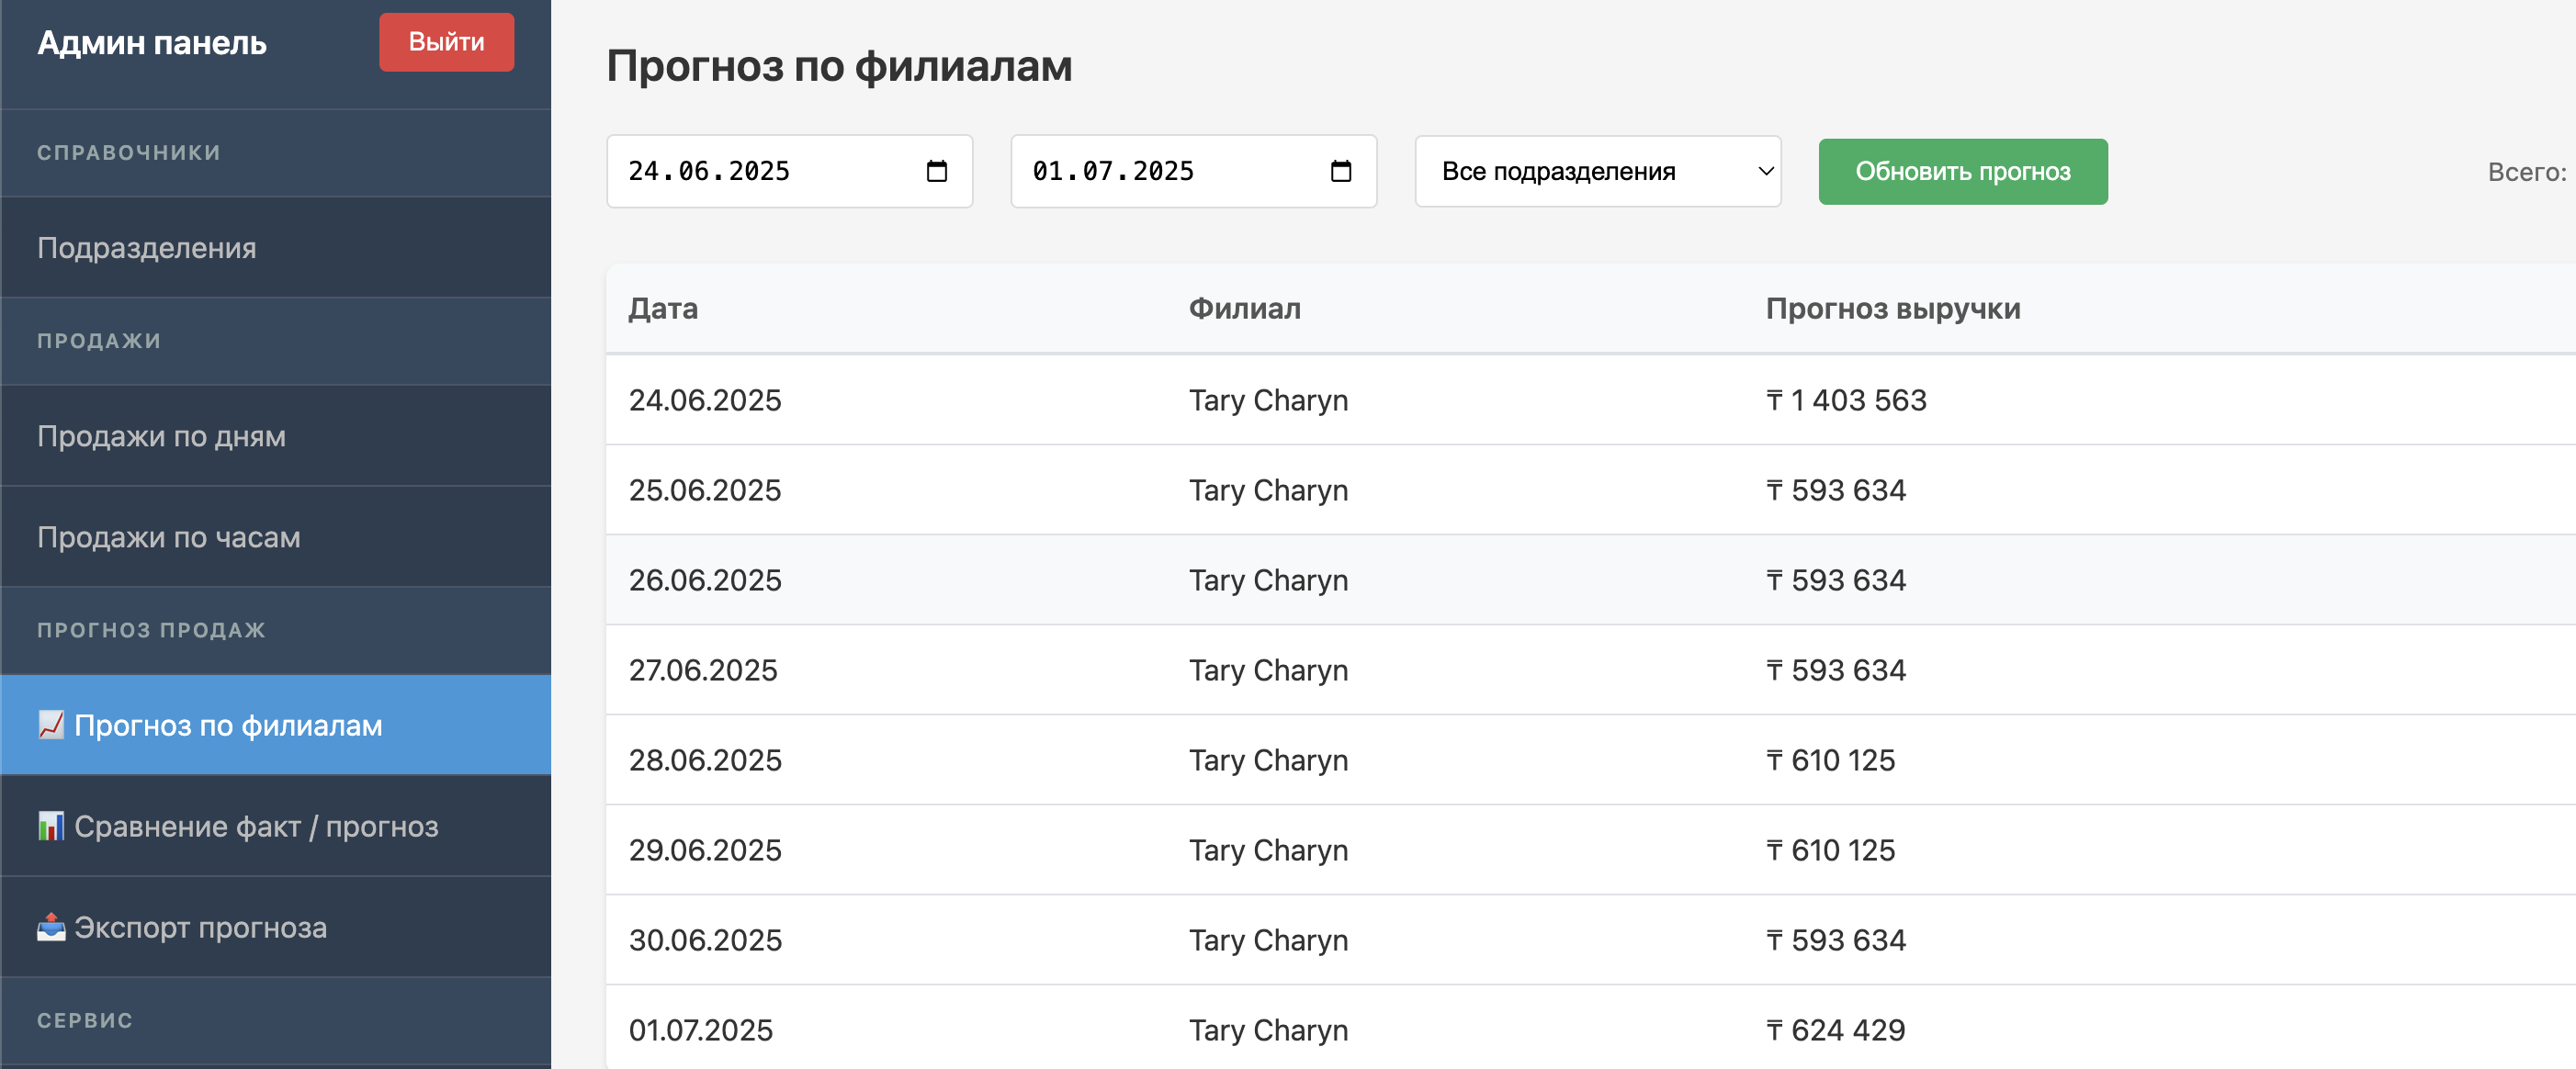 Админ панель
Выйти
СПРАВОЧНИКИ
Подразделения
ПРОДАЖИ
Продажи по дням
Продажи по часам
ПРОГНОЗ ПРОДАЖ
Прогноз по филиалам
Сравнение факт / прогноз
Экспорт прогноза
СЕРВИС
Прогноз по филиалам
24.06.2025
01.07.2025
Все подразделения
Обновить прогноз
Всего:
Дата Филиал Прогноз выручки
24.06.2025 Tary Charyn ₸ 1 403 563
25.06.2025 Tary Charyn ₸ 593 634
26.06.2025 Tary Charyn ₸ 593 634
27.06.2025 Tary Charyn ₸ 593 634
28.06.2025 Tary Charyn ₸ 610 125
29.06.2025 Tary Charyn ₸ 610 125
30.06.2025 Tary Charyn ₸ 593 634
01.07.2025 Tary Charyn ₸ 624 429